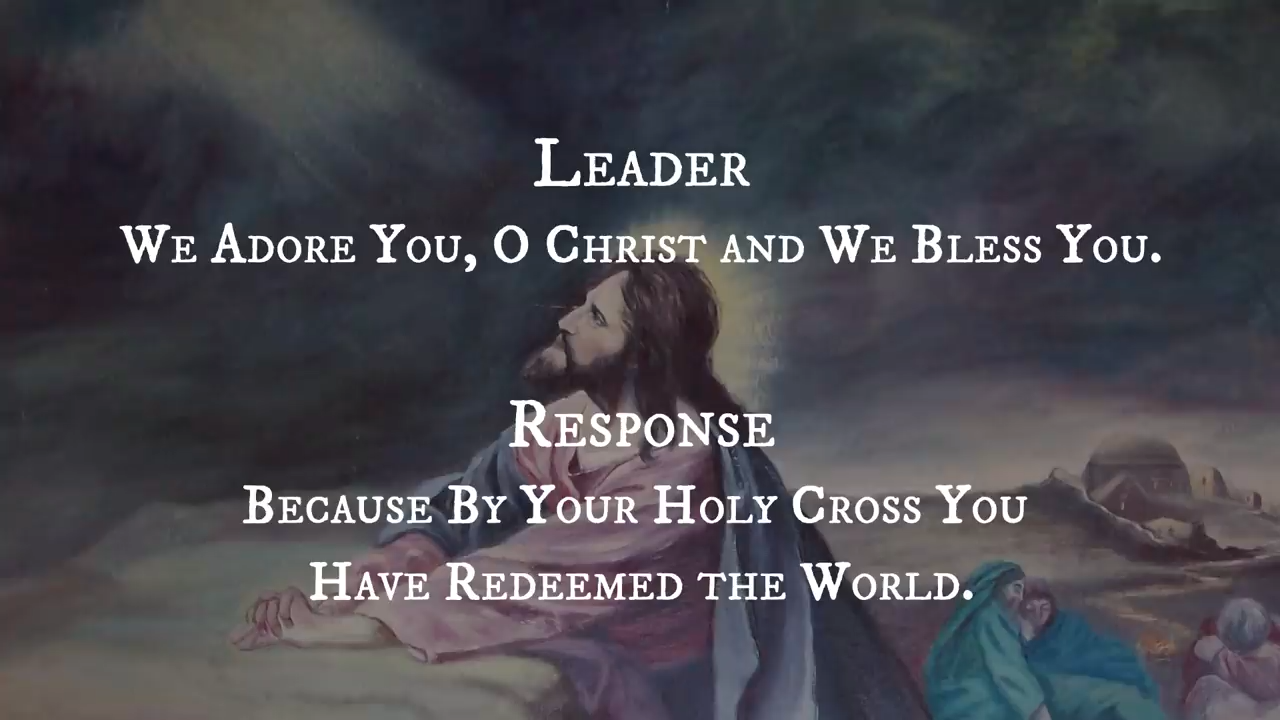 Leader
We Adore You, O Christ and We Bless You.
Response
Because By Your Holy Cross You
Have Redeemed the World.